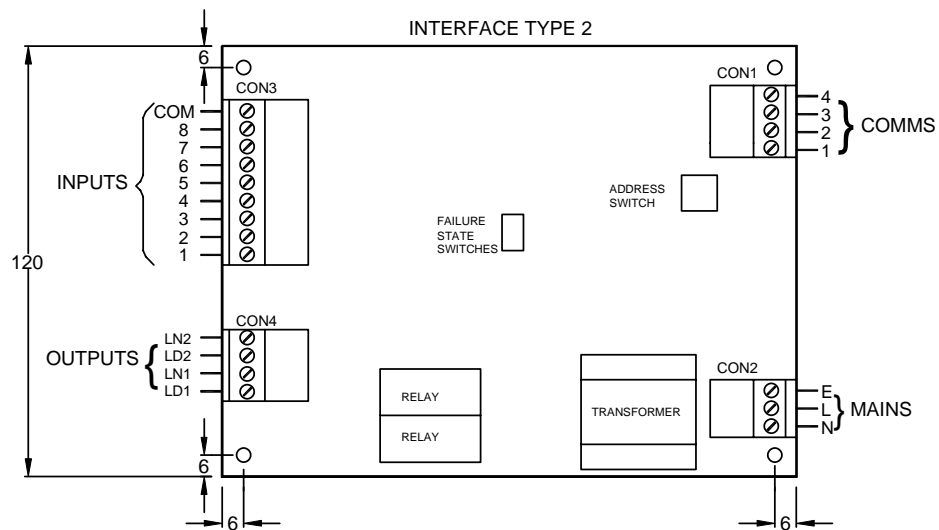 INTERFACE TYPE 2
6
CON3
CON1
COM
8
7
6
5
4
3
2
1
INPUTS
4
3
2
1
COMMS
ADDRESS
SWITCH
FAILURE
STATE
SWITCHES
120
CON4
LN2
LD2
LN1
LD1
OUTPUTS
RELAY
RELAY
TRANSFORMER
CON2
E
L
N
MAINS
6
6
6